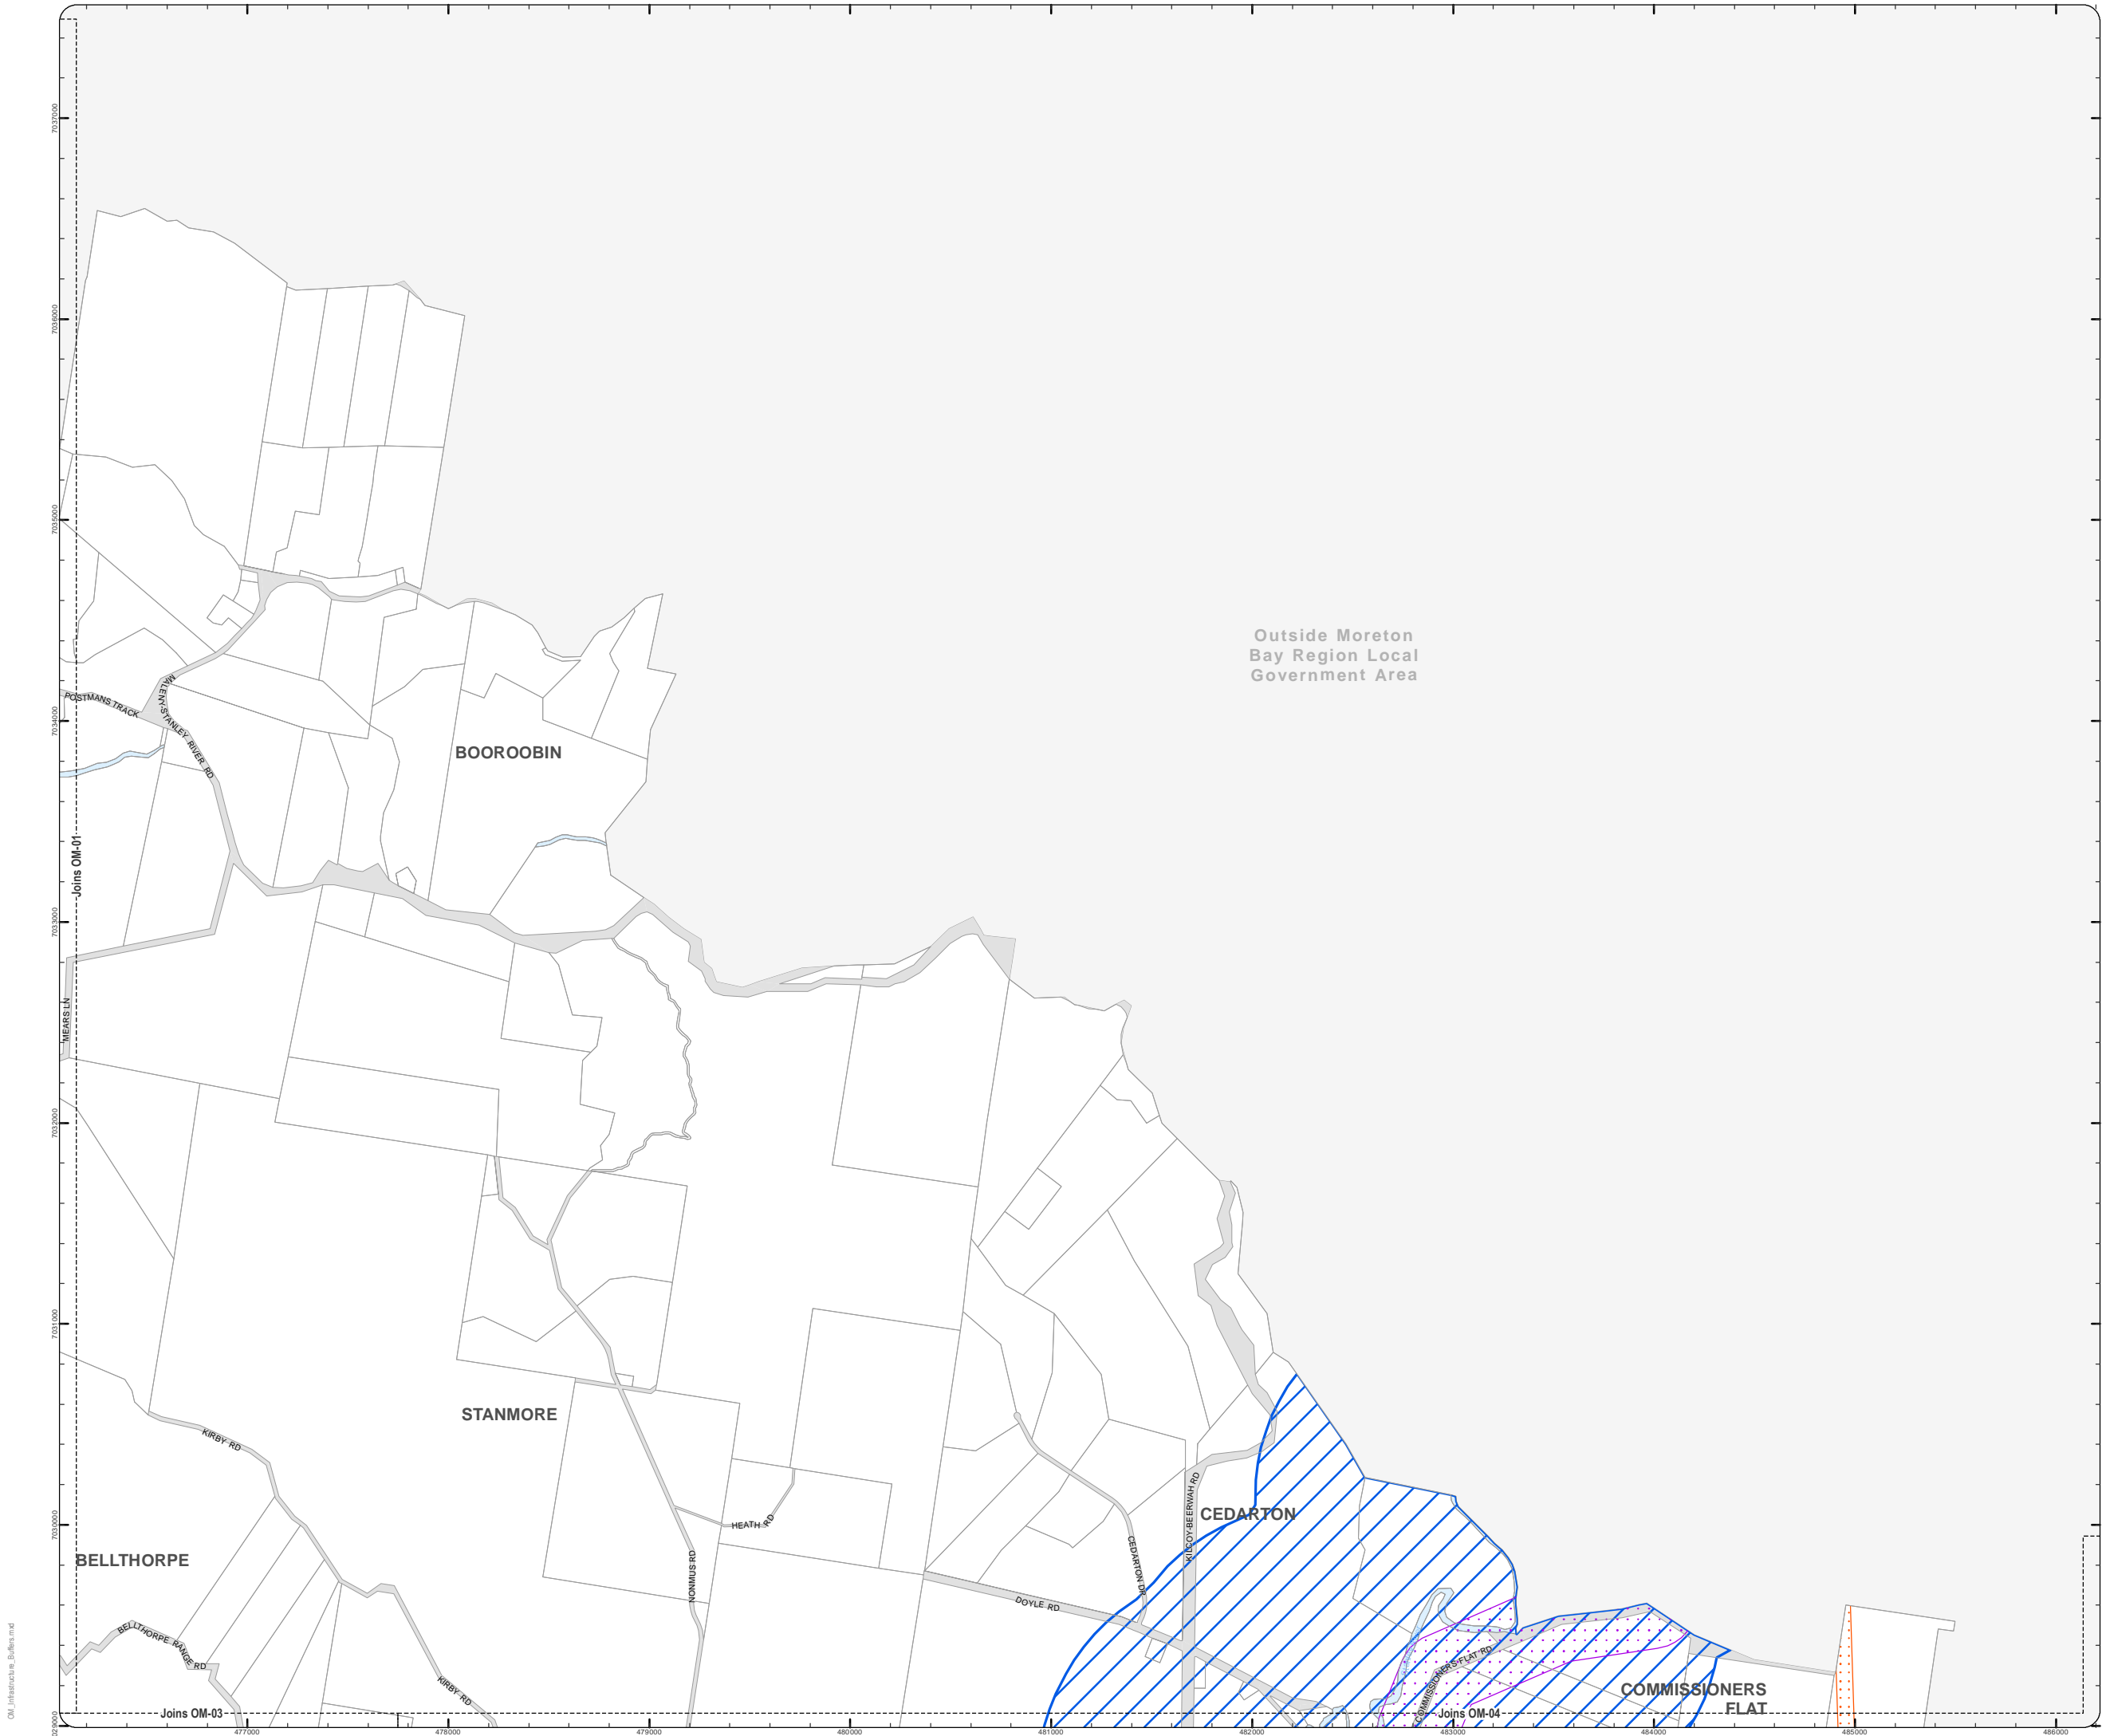 7037000
7036000
7035000
Outside Moreton
Bay Region Local
Government Area
MALENY-STANLEY RIVER RD
POSTMANS TRACK
7034000
BOOROOBIN
Joins OM-01
7033000
MEARS LN
7032000
7031000
STANMORE
KIRBY RD
KILCOY-BEERWAH RD
CEDARTON
HEATH RD
7030000
BELLTHORPE
NONMUS RD
CEDARTON DR
DOYLE RD
BELLTHORPE RANGE RD
COMMISSIONERS FLAT RD
KIRBY RD
COMMISSIONERS
FLAT
OM_Infrastructure_Buffers.mxd
Joins OM-03
Joins OM-04
477000
478000
479000
480000
481000
482000
483000
484000
485000
486000